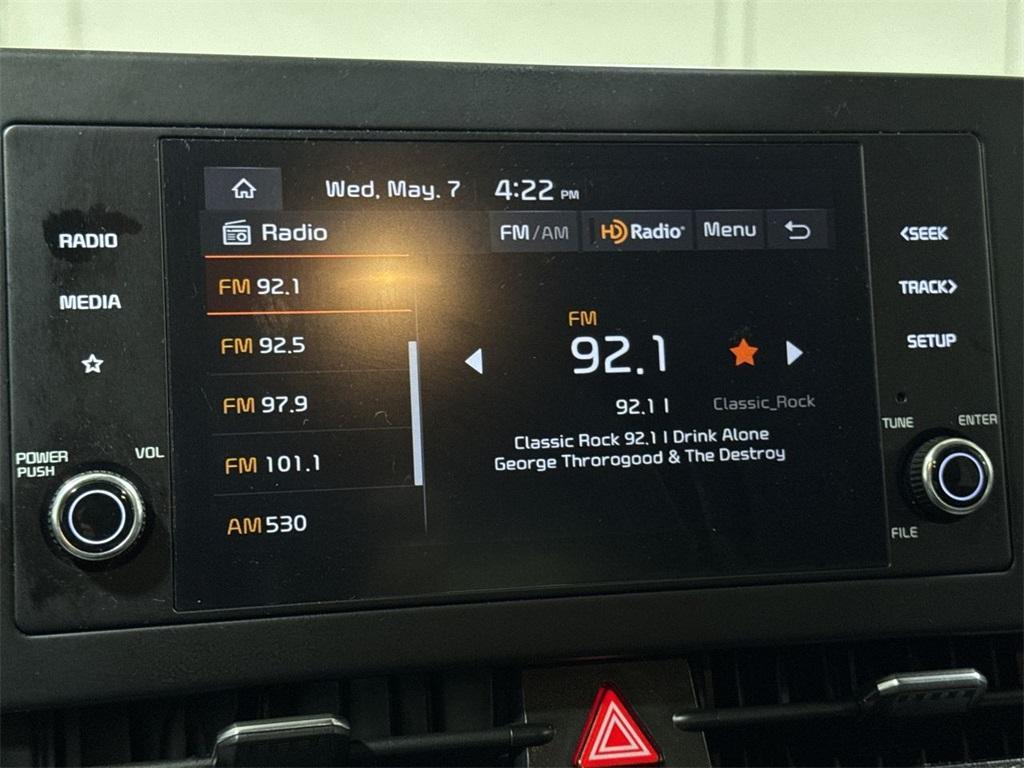 Wed, May. 7 4:22 PM
Radio FM/AM HD Radio® Menu
RADIO
MEDIA
POWER PUSH
VOL
FM 92.1
FM 92.5
FM 97.9
FM 101.1
AM 530
FM
92.1
92.1 I Classic_Rock
Classic Rock 92.1 I Drink Alone
George Throrogood & The Destroy
<SEEK
TRACK>
SETUP
TUNE
ENTER
FILE